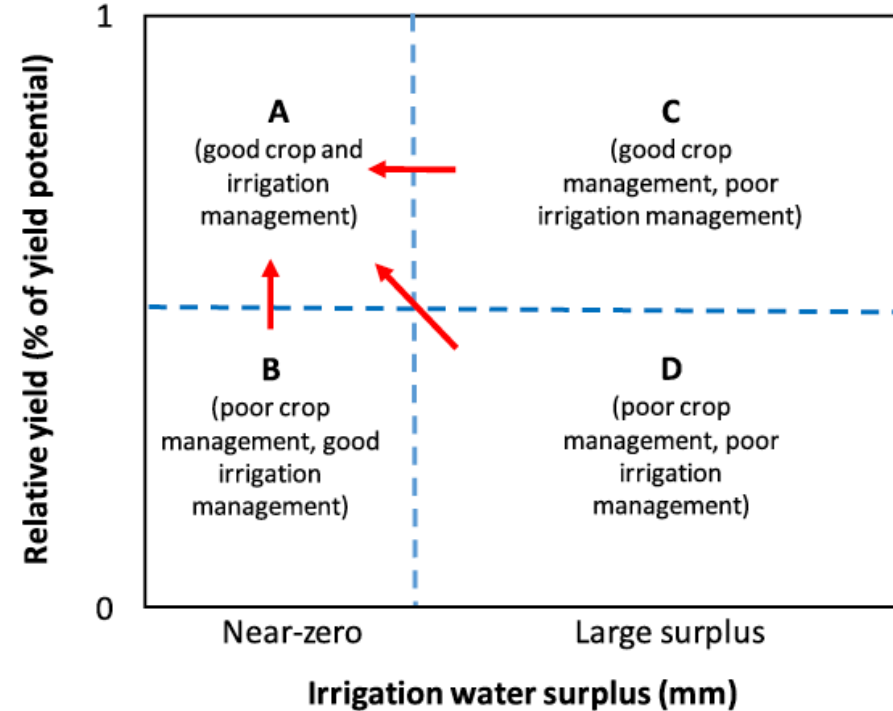 Relative yield (% of yield potential)
1
A
(good crop and
irrigation
management)
C
(good crop
management, poor
irrigation management)
B
(poor crop
management, good
irrigation
management)
D
(poor crop
management, poor
irrigation
management)
0
Near-zero
Large surplus
Irrigation water surplus (mm)